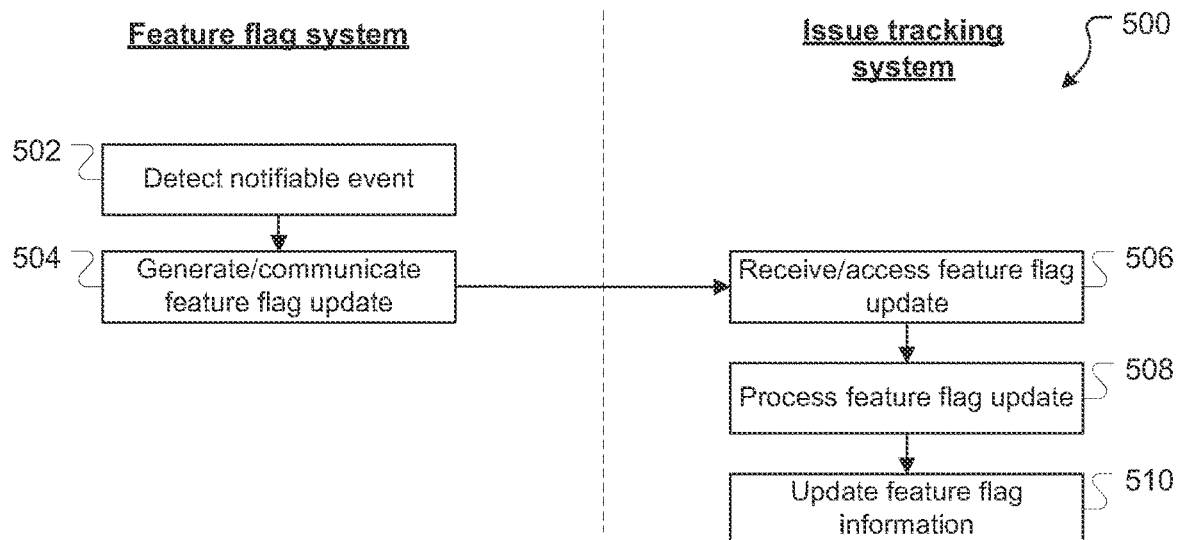 Feature flag system
Issue tracking
system
500
502
Detect notifiable event
504
Generate/communicate
feature flag update
Receive/access feature flag
update
506
Process feature flag update
508
Update feature flag
information
510